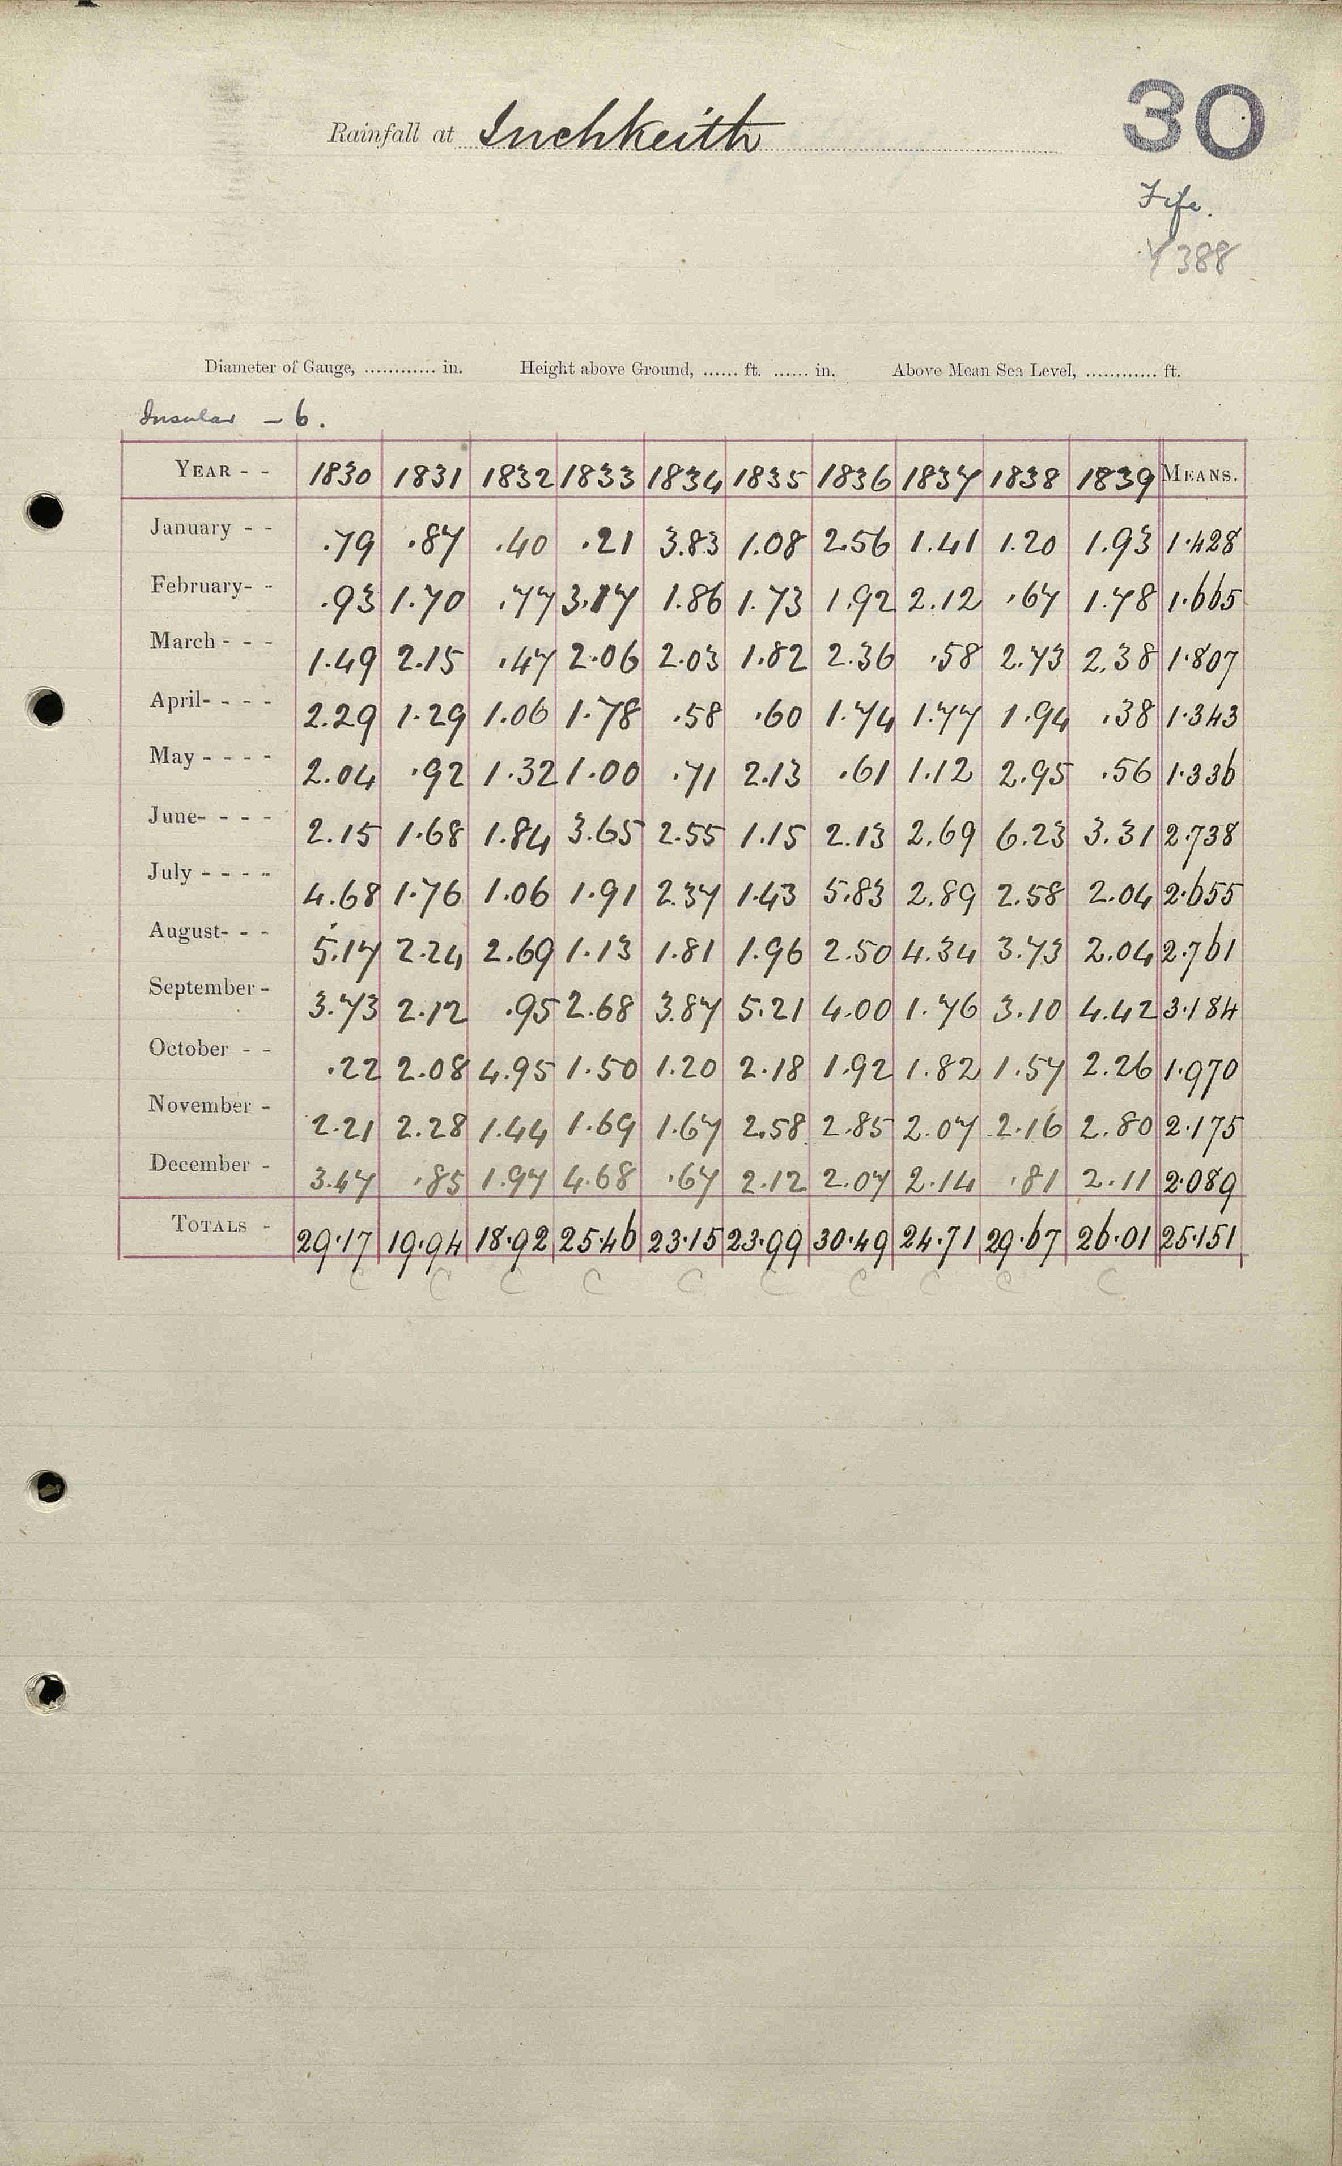 Rainfall at Inchkeith
30
Fife.
Y 388
Diameter of Gauge, ............ in. Height above Ground, ...... ft. ...... in. Above Mean Sea Level, ............ ft.
Insular - 6.
YEAR - - 1830 1831 1832 1833 1834 1835 1836 1837 1838 1839 MEANS.
January - - .79 .87 .40 .21 3.83 1.08 2.56 1.41 1.20 1.93 1.428
February- - .93 1.70 .77 3.87 1.86 1.73 1.92 2.12 .67 1.78 1.665
March - - - 1.49 2.15 .47 2.06 2.03 1.82 2.36 .58 2.73 2.38 1.807
April- - - - 2.29 1.29 1.06 1.78 .58 .60 1.74 1.77 1.94 .38 1.343
May - - - - 2.04 .92 1.32 1.00 .71 2.13 .61 1.12 2.95 .56 1.336
June- - - - 2.15 1.68 1.84 3.65 2.55 1.15 2.13 2.69 6.23 3.31 2.738
July - - - - 4.68 1.76 1.06 1.91 2.37 1.43 5.83 2.89 2.58 2.04 2.655
August- - - 5.17 2.24 2.69 1.13 1.81 1.96 2.50 4.34 3.73 2.04 2.761
September - 3.73 2.12 .95 2.68 3.87 5.21 4.00 1.76 3.10 4.42 3.184
October - - .22 2.08 4.95 1.50 1.20 2.18 1.92 1.82 1.57 2.26 1.970
November - 2.21 2.28 1.44 1.69 1.67 2.58 2.85 2.07 2.16 2.80 2.175
December - 3.47 .85 1.97 4.68 .67 2.12 2.07 2.14 .81 2.11 2.089
TOTALS - 29.17 19.94 18.92 25.46 23.15 23.99 30.49 24.71 29.67 26.01 25.151
C C C C C C C C C C